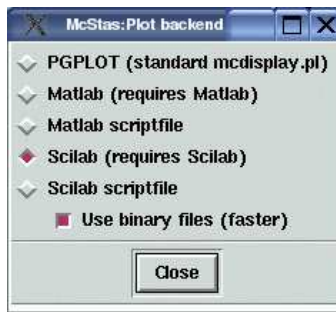 McStas:Plot backend
PGPLOT (standard mcdisplay.pl)
Matlab (requires Matlab)
Matlab scriptfile
Scilab (requires Scilab)
Scilab scriptfile
Use binary files (faster)
Close